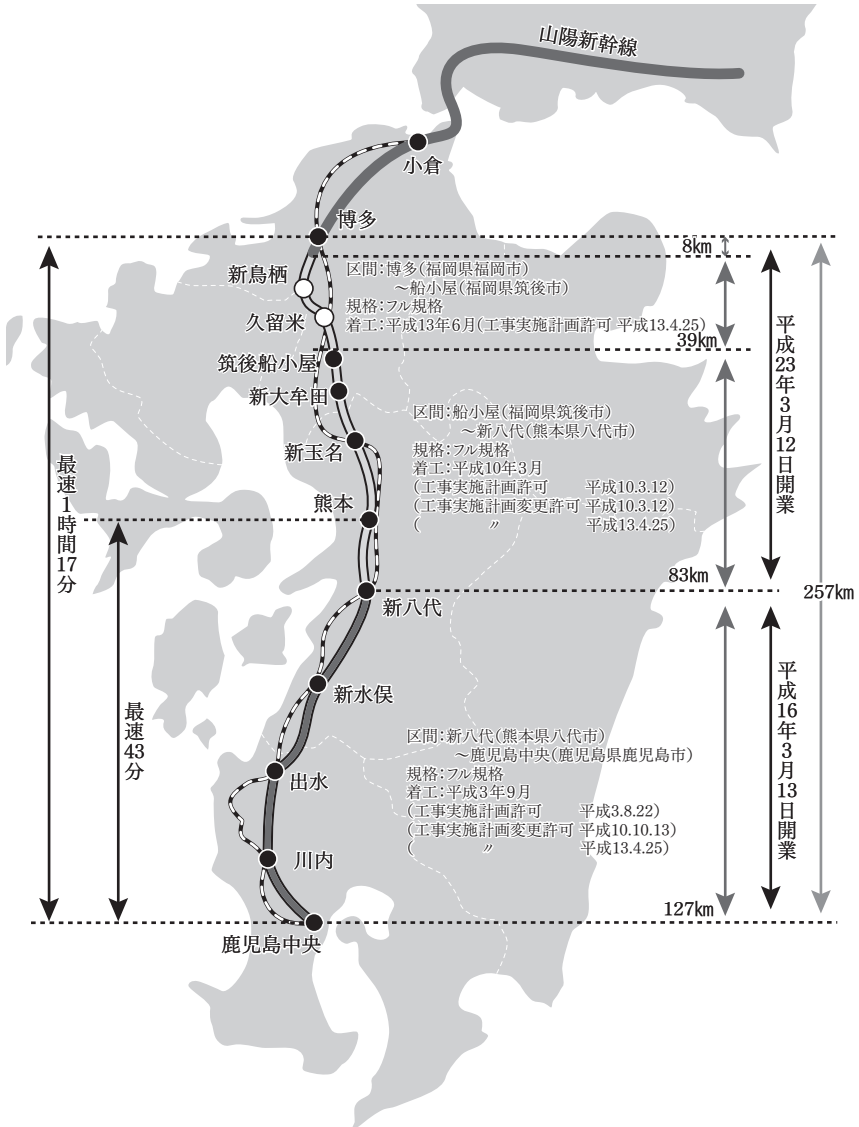 山陽新幹線
小倉
博多
8km
新鳥栖
区間：博多（福岡県福岡市）
～船小屋（福岡県筑後市）
規格：フル規格
着工：平成13年6月（工事実施計画許可 平成13.4.25）
久留米
39km
平成23年3月12日開業
筑後船小屋
新大牟田
区間：船小屋（福岡県筑後市）
～新八代（熊本県八代市）
規格：フル規格
着工：平成10年3月
（工事実施計画許可　平成10.3.12）
（工事実施計画変更許可 平成10.3.12）
（　〃　平成13.4.25）
新玉名
熊本
最速1時間17分
83km
新八代
257km
新水俣
最速43分
区間：新八代（熊本県八代市）
～鹿児島中央（鹿児島県鹿児島市）
規格：フル規格
着工：平成3年9月
（工事実施計画許可　平成3.8.22）
（工事実施計画変更許可 平成10.10.13）
（　〃　平成13.4.25）
平成16年3月13日開業
出水
川内
127km
鹿児島中央